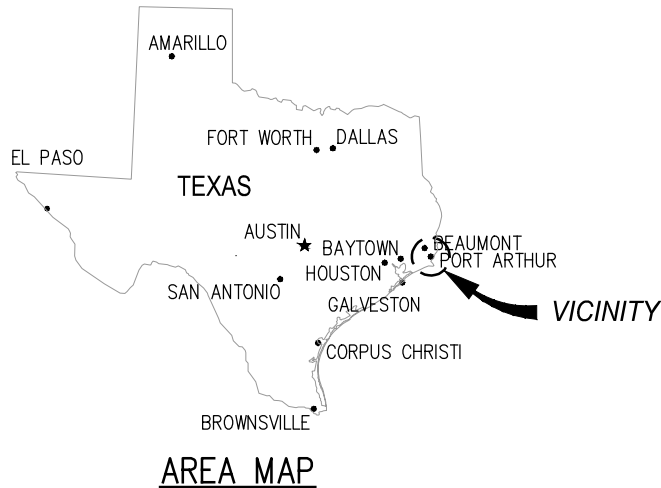 AMARILLO
FORT WORTH
DALLAS
EL PASO
TEXAS
AUSTIN
BEAUMONT
BAYTOWN
PORT ARTHUR
HOUSTON
SAN ANTONIO
GALVESTON
VICINITY
CORPUS CHRISTI
BROWNSVILLE
AREA MAP